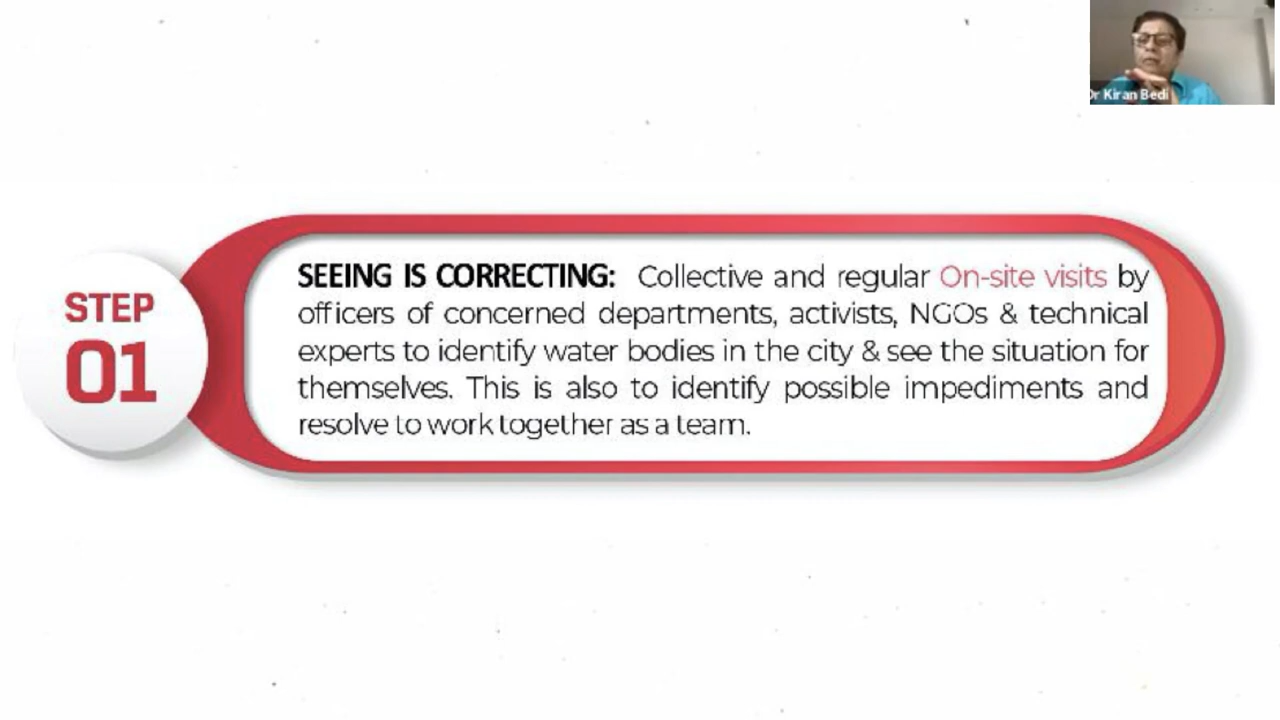 Dr Kiran Bedi
STEP
01
SEEING IS CORRECTING: Collective and regular On-site visits by
officers of concerned departments, activists, NGOs & technical
experts to identify water bodies in the city & see the situation for
themselves. This is also to identify possible impediments and
resolve to work together as a team.